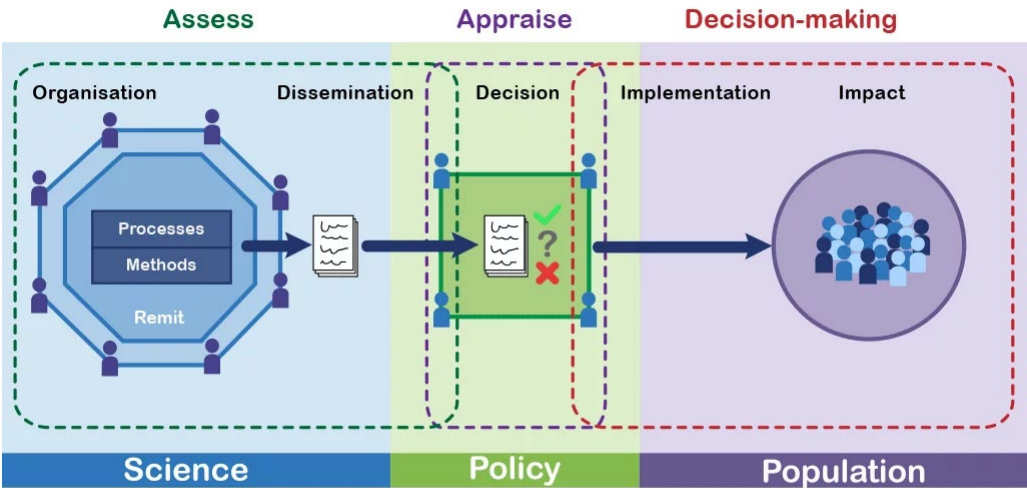 Assess
Appraise
Decision-making
Organisation
Dissemination
Decision
Implementation
Impact
Processes
Methods
Remit
?
Science
Policy
Population